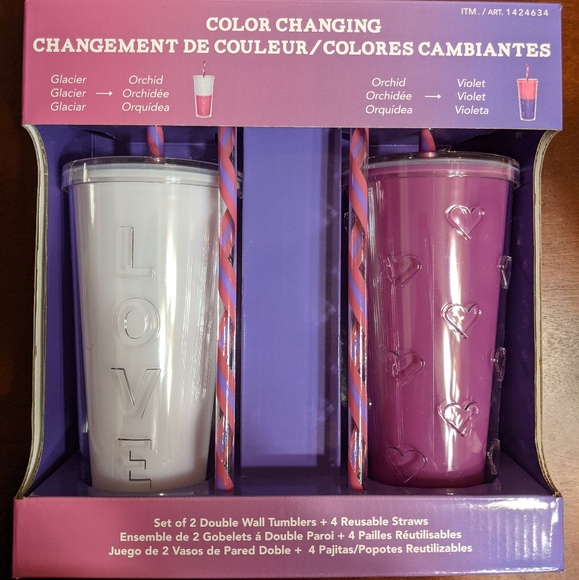 ITM. / ART. 1424634
COLOR CHANGING
CHANGEMENT DE COULEUR/COLORES CAMBIANTES
Glacier → Orchid
Glacier → Orchidée
Glaciar → Orquídea
Orchid → Violet
Orchidée → Violet
Orquídea → Violeta
L
O
V
E
Set of 2 Double Wall Tumblers + 4 Reusable Straws
Ensemble de 2 Gobelets á Double Paroi + 4 Pailles Réutilisables
Juego de 2 Vasos de Pared Doble + 4 Pajitas/Popotes Reutilizables